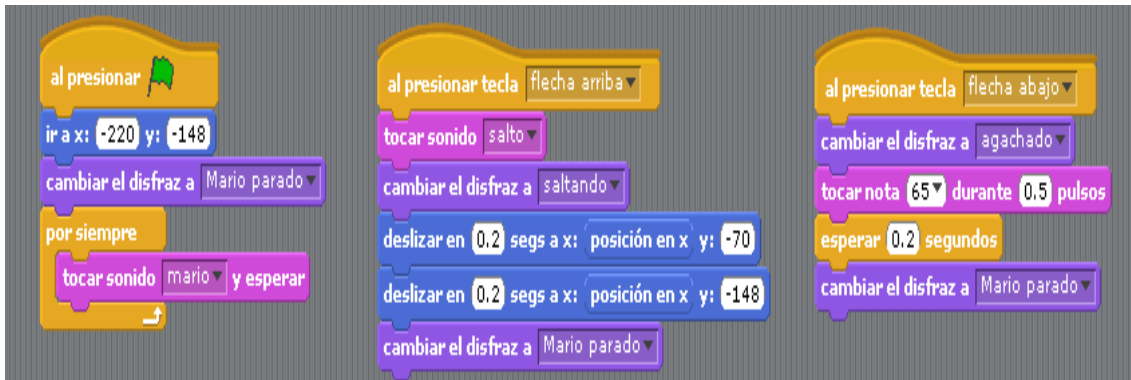 al presionar
ir a x: -220 y: -148
cambiar el disfraz a Mario parado
por siempre
tocar sonido mario y esperar
al presionar tecla flecha arriba
tocar sonido salto
cambiar el disfraz a saltando
deslizar en 0.2 segs a x: posición en x y: -70
deslizar en 0.2 segs a x: posición en x y: -148
cambiar el disfraz a Mario parado
al presionar tecla flecha abajo
cambiar el disfraz a agachado
tocar nota 65 durante 0.5 pulsos
esperar 0.2 segundos
cambiar el disfraz a Mario parado